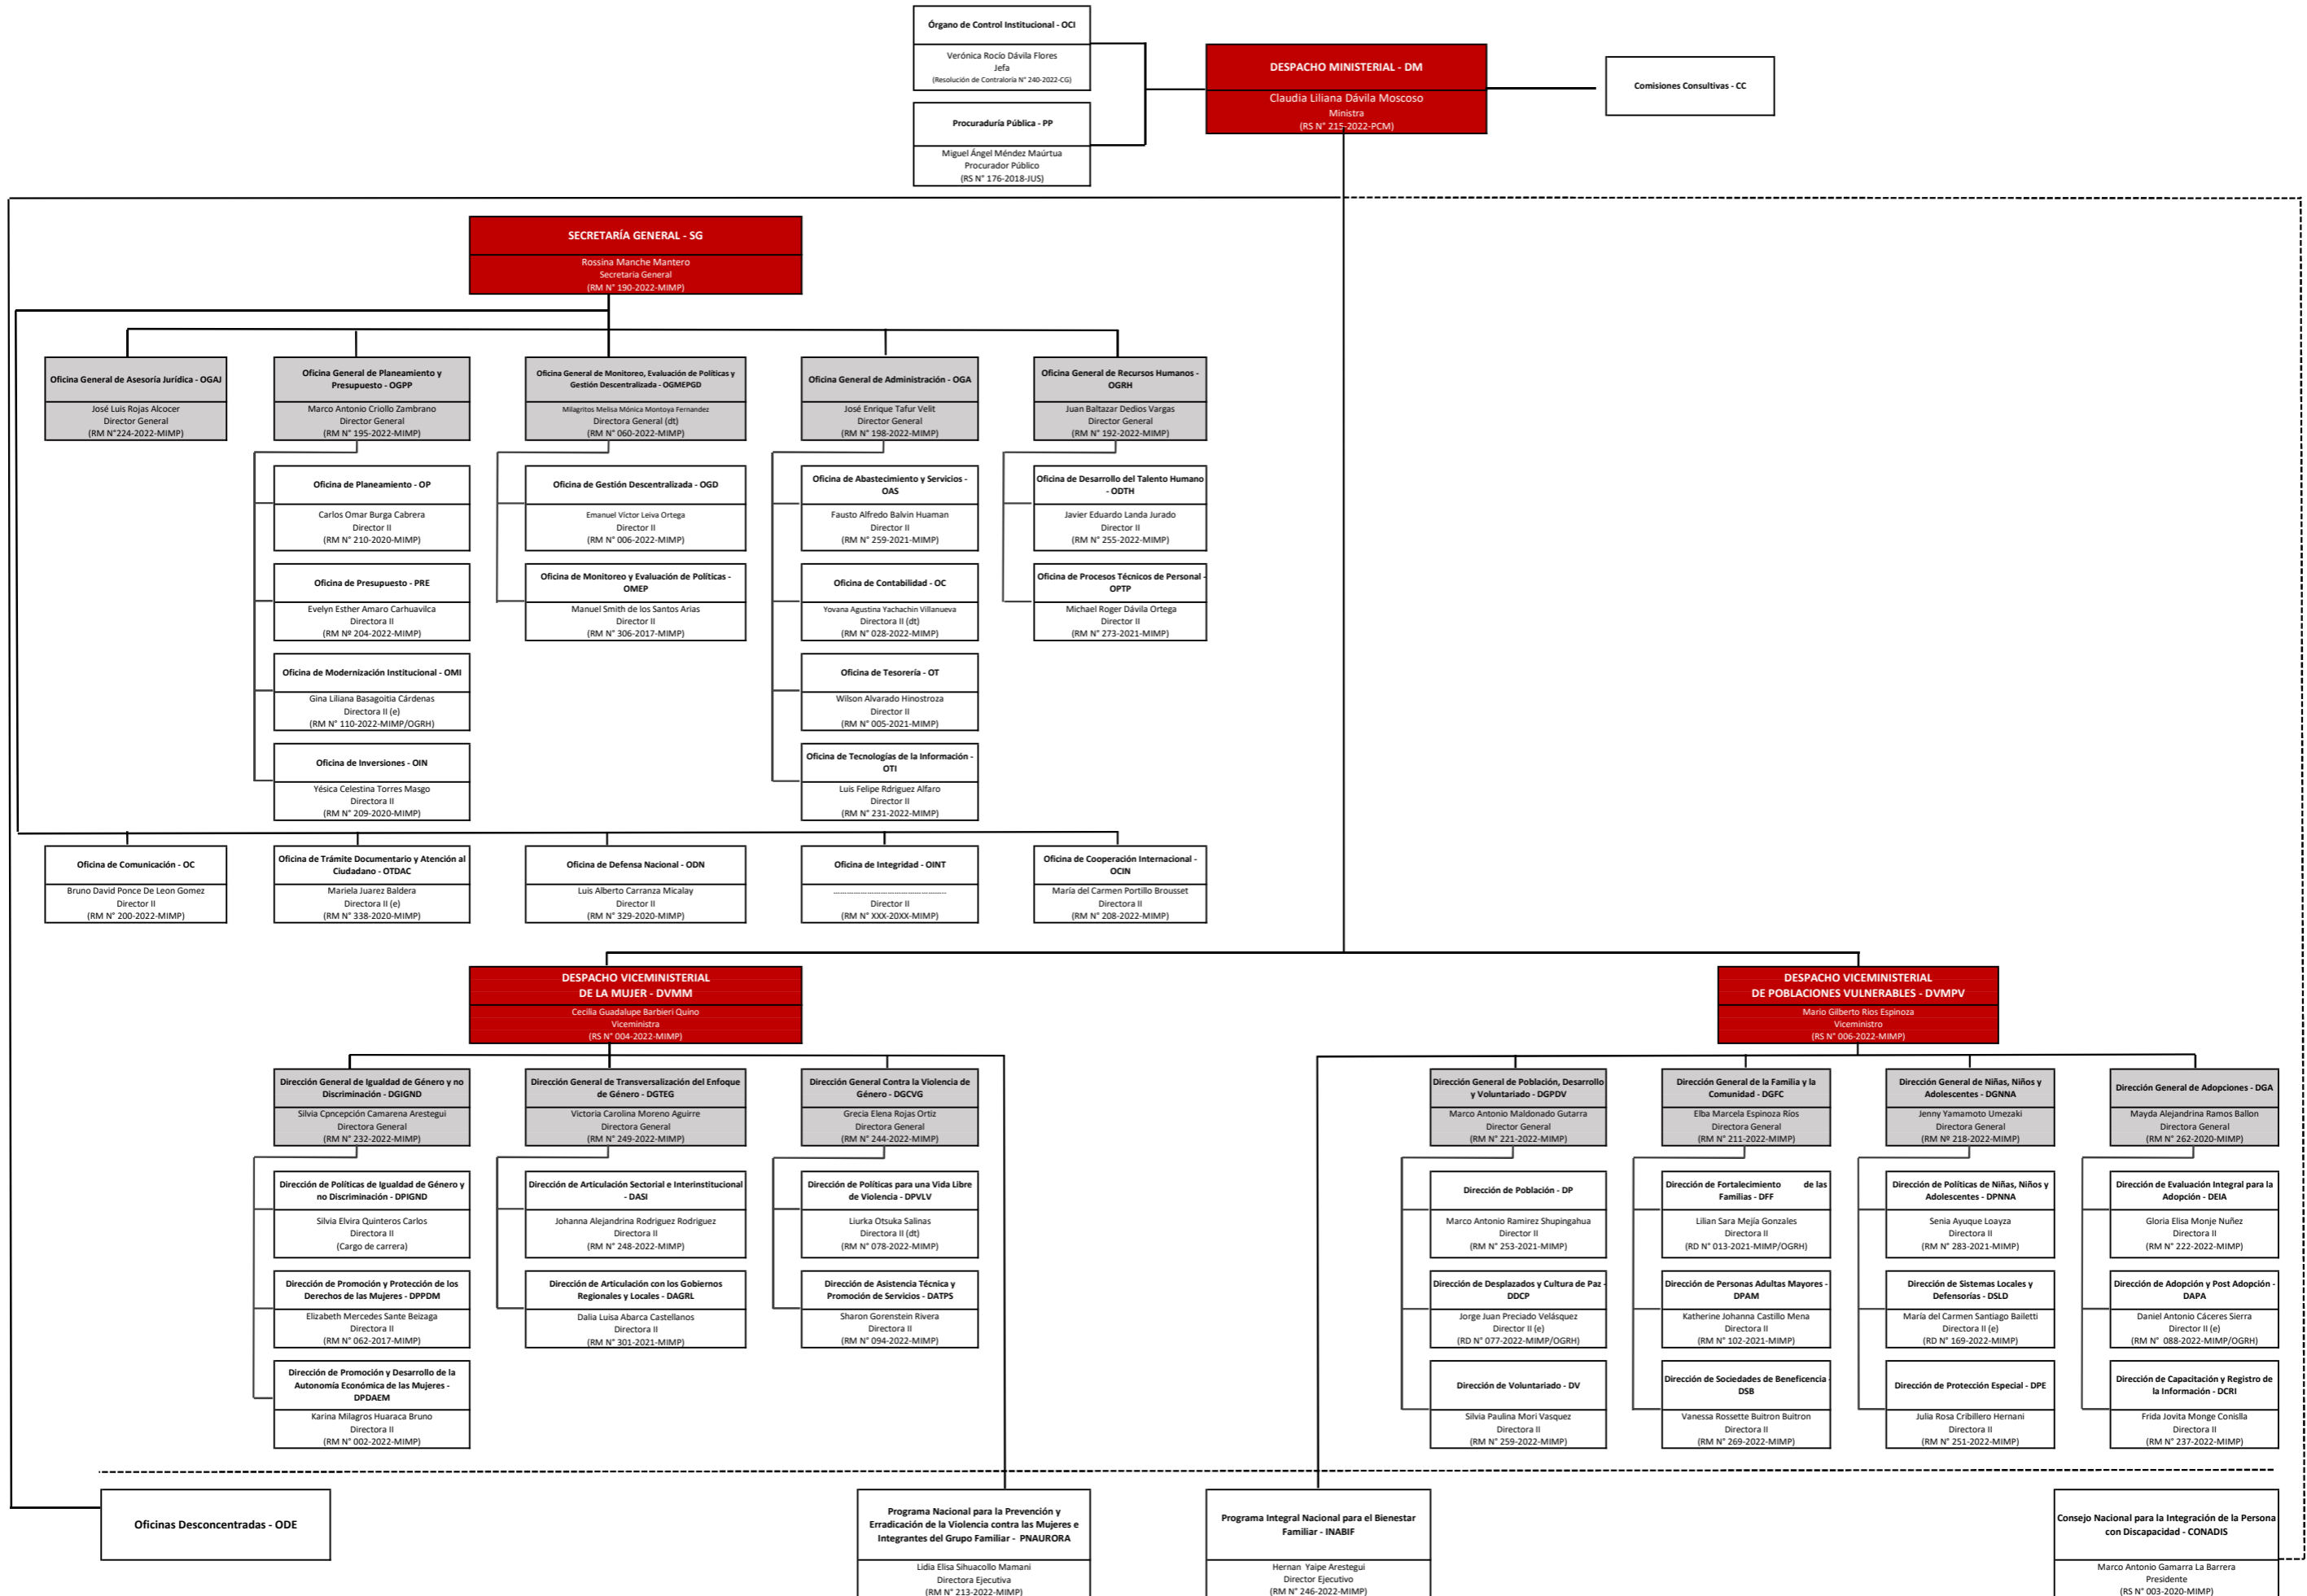 Órgano de Control Institucional - OCI
Verónica Rocío Dávila Flores
Jefa
(Resolución de Contraloría N° 240-2022-CG)
DESPACHO MINISTERIAL - DM
Claudia Liliana Dávila Moscoso
Ministra
(RS N° 215-2022-PCM)
Comisiones Consultivas - CC
Procuraduría Pública - PP
Miguel Ángel Méndez Maúrtua
Procurador Público
(RS N° 176-2018-JUS)
SECRETARÍA GENERAL - SG
Rossina Manche Mantero
Secretaria General
(RM N° 190-2022-MIMP)
Oficina General de Asesoría Jurídica - OGAJ
José Luis Rojas Alcocer
Director General
(RM N°224-2022-MIMP)
Oficina General de Planeamiento y
Presupuesto - OGPP
Marco Antonio Criollo Zambrano
Director General
(RM N° 195-2022-MIMP)
Oficina General de Monitoreo, Evaluación de Políticas y
Gestión Descentralizada - OGMEPGD
Milagritos Melisa Mónica Montoya Fernandez
Directora General (dt)
(RM N° 060-2022-MIMP)
Oficina General de Administración - OGA
José Enrique Tafur Velit
Director General
(RM N° 198-2022-MIMP)
Oficina General de Recursos Humanos -
OGRH
Juan Baltazar Dedios Vargas
Director General
(RM N° 192-2022-MIMP)
Oficina de Planeamiento - OP
Carlos Omar Burga Cabrera
Director II
(RM N° 210-2020-MIMP)
Oficina de Gestión Descentralizada - OGD
Emanuel Víctor Leiva Ortega
Director II
(RM N° 006-2022-MIMP)
Oficina de Abastecimiento y Servicios -
OAS
Fausto Alfredo Balvin Huaman
Director II
(RM N° 259-2021-MIMP)
Oficina de Desarrollo del Talento Humano
- ODTH
Javier Eduardo Landa Jurado
Director II
(RM N° 255-2022-MIMP)
Oficina de Presupuesto - PRE
Evelyn Esther Amaro Carhuavilca
Directora II
(RM Nº 204-2022-MIMP)
Oficina de Monitoreo y Evaluación de Políticas -
OMEP
Manuel Smith de los Santos Arias
Director II
(RM N° 306-2017-MIMP)
Oficina de Contabilidad - OC
Yovana Agustina Yachachin Villanueva
Directora II (dt)
(RM N° 028-2022-MIMP)
Oficina de Procesos Técnicos de Personal -
OPTP
Michael Roger Dávila Ortega
Director II
(RM N° 273-2021-MIMP)
Oficina de Modernización Institucional - OMI
Gina Liliana Basagoitia Cárdenas
Directora II (e)
(RM N° 110-2022-MIMP/OGRH)
Oficina de Tesorería - OT
Wilson Alvarado Hinostroza
Director II
(RM N° 005-2021-MIMP)
Oficina de Inversiones - OIN
Yésica Celestina Torres Masgo
Directora II
(RM N° 209-2020-MIMP)
Oficina de Tecnologías de la Información -
OTI
Luis Felipe Rdriguez Alfaro
Director II
(RM N° 231-2022-MIMP)
Oficina de Comunicación - OC
Bruno David Ponce De Leon Gomez
Director II
(RM N° 200-2022-MIMP)
Oficina de Trámite Documentario y Atención al
Ciudadano - OTDAC
Mariela Juarez Baldera
Directora II (e)
(RM N° 338-2020-MIMP)
Oficina de Defensa Nacional - ODN
Luis Alberto Carranza Micalay
Director II
(RM N° 329-2020-MIMP)
Oficina de Integridad - OINT
................................................
Director II
(RM N° XXX-20XX-MIMP)
Oficina de Cooperación Internacional -
OCIN
María del Carmen Portillo Brousset
Directora II
(RM N° 208-2022-MIMP)
DESPACHO VICEMINISTERIAL
DE LA MUJER - DVMM
Cecilia Guadalupe Barbieri Quino
Viceministra
(RS N° 004-2022-MIMP)
DESPACHO VICEMINISTERIAL
DE POBLACIONES VULNERABLES - DVMPV
Mario Gilberto Rios Espinoza
Viceministro
(RS N° 006-2022-MIMP)
Dirección General de Igualdad de Género y no
Discriminación - DGIGND
Silvia Cpncepción Camarena Arestegui
Directora General
(RM N° 232-2022-MIMP)
Dirección General de Transversalización del Enfoque
de Género - DGTEG
Victoria Carolina Moreno Aguirre
Directora General
(RM N° 249-2022-MIMP)
Dirección General Contra la Violencia de
Género - DGCVG
Grecia Elena Rojas Ortiz
Directora General
(RM N° 244-2022-MIMP)
Dirección General de Población, Desarrollo
y Voluntariado - DGPDV
Marco Antonio Maldonado Gutarra
Director General
(RM N° 221-2022-MIMP)
Dirección General de la Familia y la
Comunidad - DGFC
Elba Marcela Espinoza Ríos
Directora General
(RM N° 211-2022-MIMP)
Dirección General de Niñas, Niños y
Adolescentes - DGNNA
Jenny Yamamoto Umezaki
Directora General
(RM Nº 218-2022-MIMP)
Dirección General de Adopciones - DGA
Mayda Alejandrina Ramos Ballon
Directora General
(RM N° 262-2020-MIMP)
Dirección de Políticas de Igualdad de Género y
no Discriminación - DPIGND
Silvia Elvira Quinteros Carlos
Directora II
(Cargo de carrera)
Dirección de Articulación Sectorial e Interinstitucional
- DASI
Johanna Alejandrina Rodriguez Rodriguez
Directora II
(RM N° 248-2022-MIMP)
Dirección de Políticas para una Vida Libre
de Violencia - DPVLV
Liurka Otsuka Salinas
Directora II (dt)
(RM N° 078-2022-MIMP)
Dirección de Población - DP
Marco Antonio Ramirez Shupingahua
Director II
(RM N° 253-2021-MIMP)
Dirección de Fortalecimiento de las
Familias - DFF
Lilian Sara Mejía Gonzales
Directora II
(RD N° 013-2021-MIMP/OGRH)
Dirección de Políticas de Niñas, Niños y
Adolescentes - DPNNA
Senia Ayuque Loayza
Directora II
(RM N° 283-2021-MIMP)
Dirección de Evaluación Integral para la
Adopción - DEIA
Gloria Elisa Monje Nuñez
Directora II
(RM N° 222-2022-MIMP)
Dirección de Promoción y Protección de los
Derechos de las Mujeres - DPPDM
Elizabeth Mercedes Sante Beizaga
Directora II
(RM N° 062-2017-MIMP)
Dirección de Articulación con los Gobiernos
Regionales y Locales - DAGRL
Dalia Luisa Abarca Castellanos
Directora II
(RM N° 301-2021-MIMP)
Dirección de Asistencia Técnica y
Promoción de Servicios - DATPS
Sharon Gorenstein Rivera
Directora II
(RM N° 094-2022-MIMP)
Dirección de Desplazados y Cultura de Paz -
DDCP
Jorge Juan Preciado Velásquez
Director II (e)
(RD N° 077-2022-MIMP/OGRH)
Dirección de Personas Adultas Mayores -
DPAM
Katherine Johanna Castillo Mena
Directora II
(RM N° 102-2021-MIMP)
Dirección de Sistemas Locales y
Defensorías - DSLD
María del Carmen Santiago Bailetti
Directora II (e)
(RD N° 169-2022-MIMP)
Dirección de Adopción y Post Adopción -
DAPA
Daniel Antonio Cáceres Sierra
Director II (e)
(RM N° 088-2022-MIMP/OGRH)
Dirección de Promoción y Desarrollo de la
Autonomía Económica de las Mujeres -
DPDAEM
Karina Milagros Huaraca Bruno
Directora II
(RM N° 002-2022-MIMP)
Dirección de Voluntariado - DV
Silvia Paulina Mori Vasquez
Directora II
(RM N° 259-2022-MIMP)
Dirección de Sociedades de Beneficencia -
DSB
Vanessa Rossette Buitron Buitron
Directora II
(RM N° 269-2022-MIMP)
Dirección de Protección Especial - DPE
Julia Rosa Cribillero Hernani
Directora II
(RM N° 251-2022-MIMP)
Dirección de Capacitación y Registro de
la Información - DCRI
Frida Jovita Monge Conislla
Directora II
(RM N° 237-2022-MIMP)
Oficinas Desconcentradas - ODE
Programa Nacional para la Prevención y
Erradicación de la Violencia contra las Mujeres e
Integrantes del Grupo Familiar - PNAURORA
Lidia Elisa Sihuacollo Mamani
Directora Ejecutiva
(RM N° 213-2022-MIMP)
Programa Integral Nacional para el Bienestar
Familiar - INABIF
Hernan Yaipe Arestegui
Director Ejecutivo
(RM N° 246-2022-MIMP)
Consejo Nacional para la Integración de la Persona
con Discapacidad - CONADIS
Marco Antonio Gamarra La Barrera
Presidente
(RS N° 003-2020-MIMP)